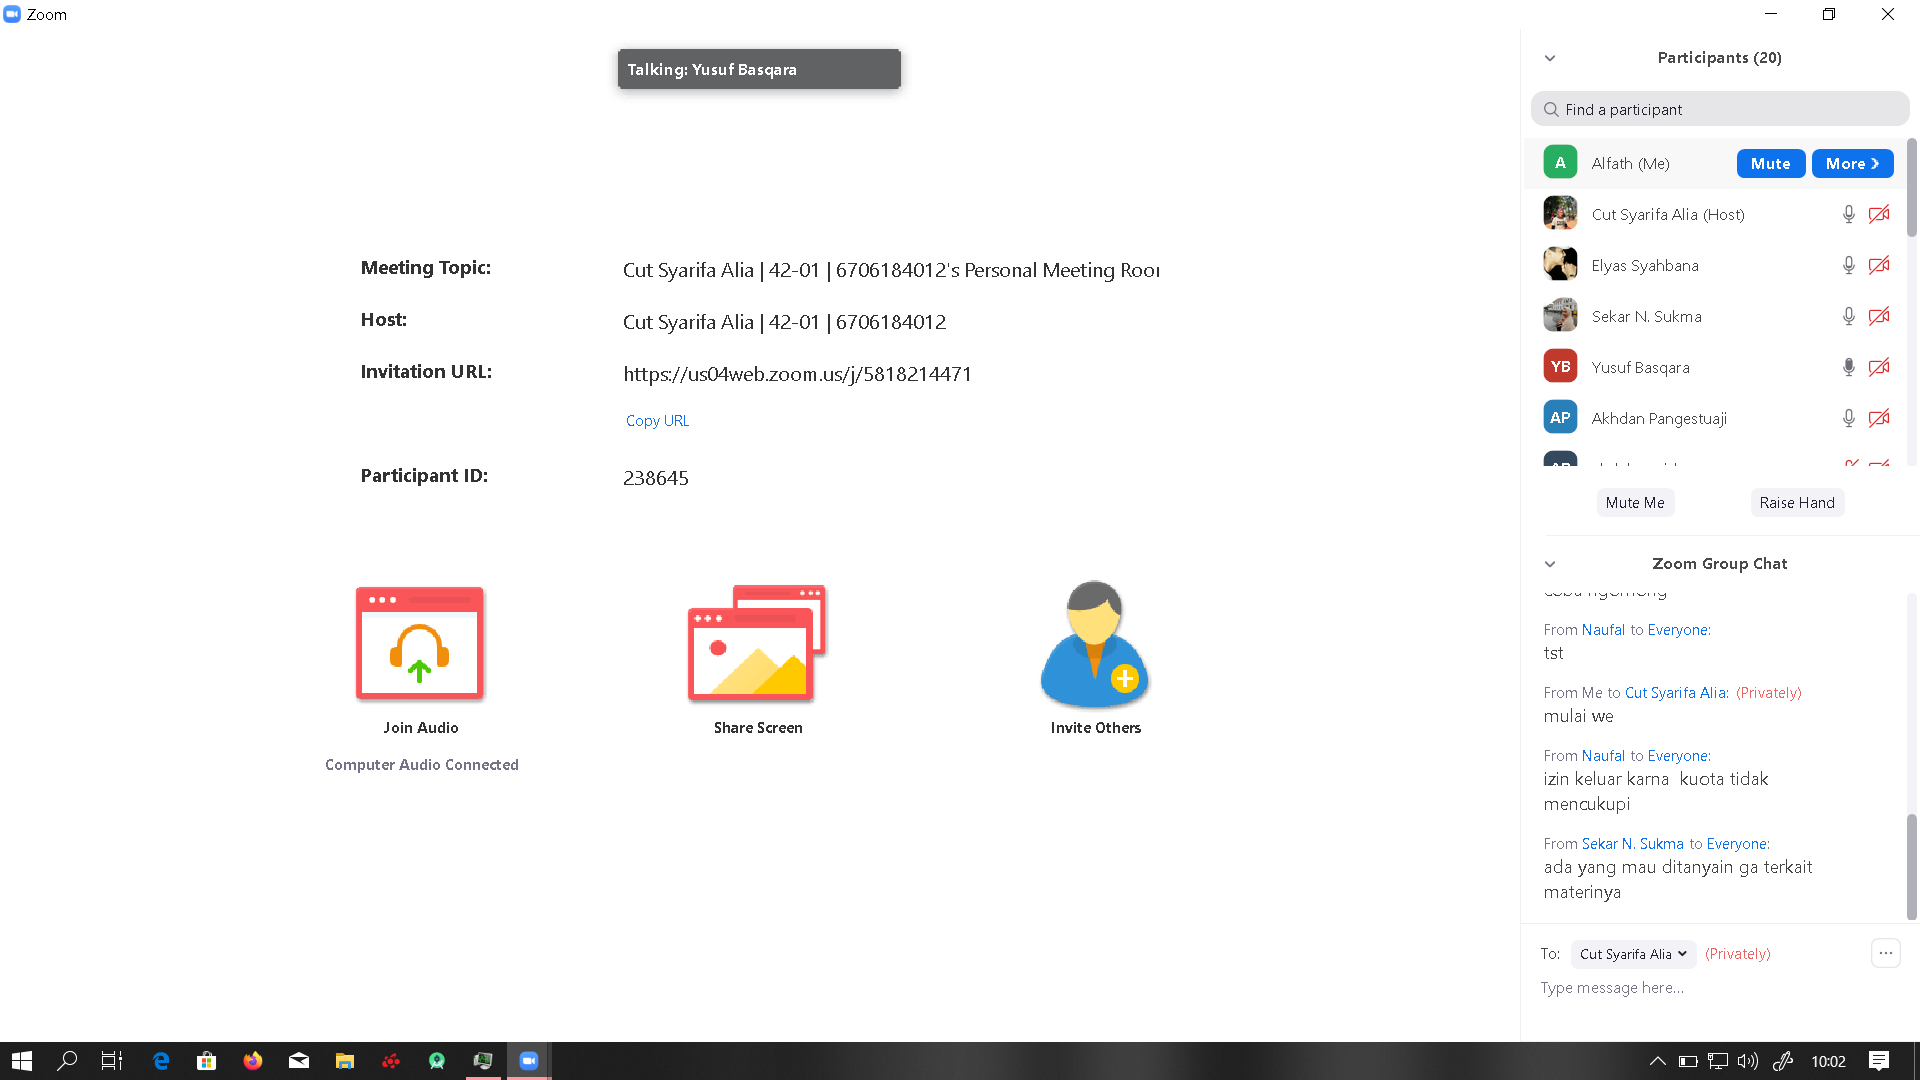 Zoom
Talking: Yusuf Basqara
Meeting Topic:
Cut Syarifa Alia | 42-01 | 6706184012's Personal Meeting Roor
Host:
Cut Syarifa Alia | 42-01 | 6706184012
Invitation URL:
https://us04web.zoom.us/j/5818214471
Copy URL
Participant ID:
238645
Join Audio
Computer Audio Connected
Share Screen
Invite Others
Participants (20)
Find a participant
A Alfath (Me) Mute More
Cut Syarifa Alia (Host)
Elyas Syahbana
Sekar N. Sukma
YB Yusuf Basqara
AP Akhdan Pangestuaji
Mute Me Raise Hand
Zoom Group Chat
From Naufal to Everyone:
tst
From Me to Cut Syarifa Alia: (Privately)
mulai we
From Naufal to Everyone:
izin keluar karna kuota tidak
mencukupi
From Sekar N. Sukma to Everyone:
ada yang mau ditanyain ga terkait
materinya
To: Cut Syarifa Alia (Privately)
Type message here...
10:02